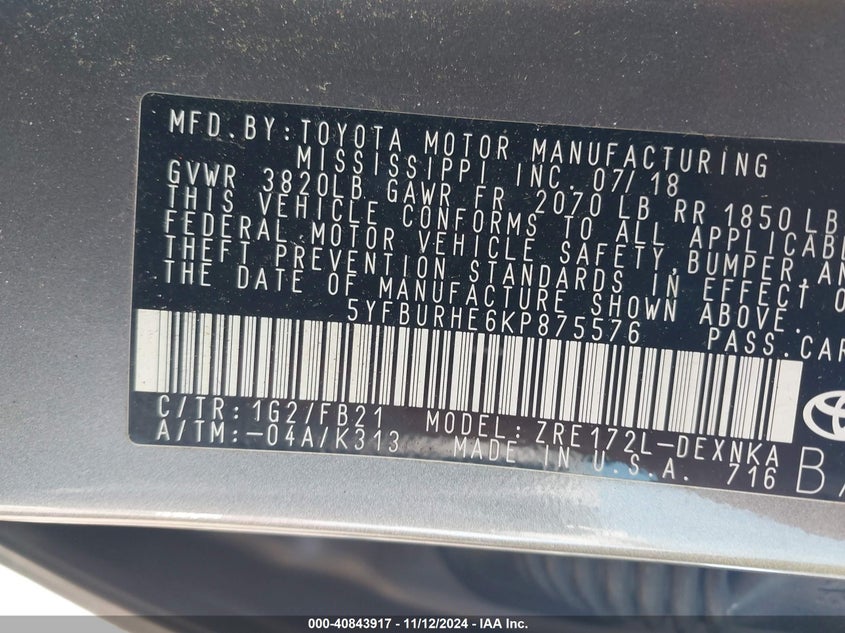 MFD.BY:TOYOTA MOTOR MANUFACTURING
MISSISSIPPI INC. 07/18
GVWR 3820LB GAWR FR 2070 LB RR 1850 LB
THIS VEHICLE CONFORMS TO ALL APPLICABL
FEDERAL MOTOR VEHICLE SAFETY,BUMPER AN
THEFT PREVENTION STANDARDS IN EFFECT O
THE DATE OF MANUFACTURE SHOWN ABOVE.
5YFBURHE6KP875576 PASS.CAR
C/TR:1G2/FB21 MODEL:ZRE172L-DEXNKA
A/TM:-04A/K313 MADE IN U.S.A. 716 BA
000-40843917 - 11/12/2024 - IAA Inc.